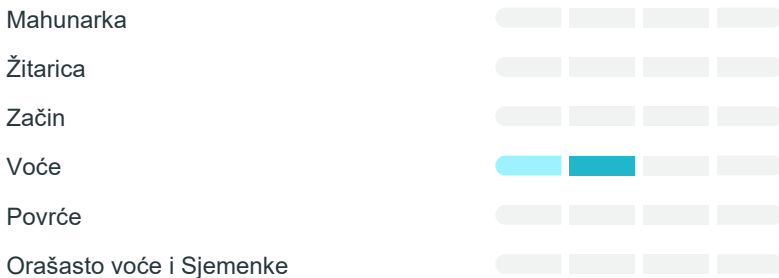 Mahunarka
Žitarica
Začin
Voće
Povrće
Orašasto voće i Sjemenke